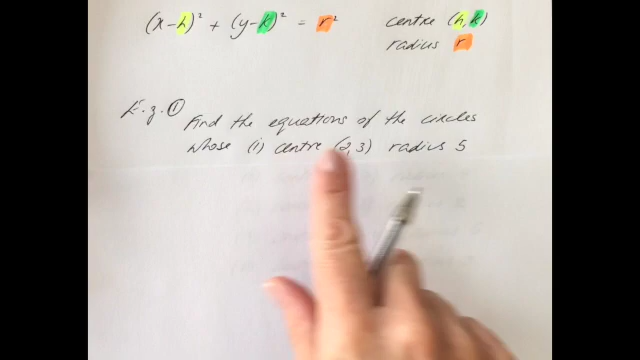 (x-h)² + (y-k)² = r² centre (h, k)
radius r
E.g. ① Find the equations of the circles
whose (i) centre (2, 3) radius 5